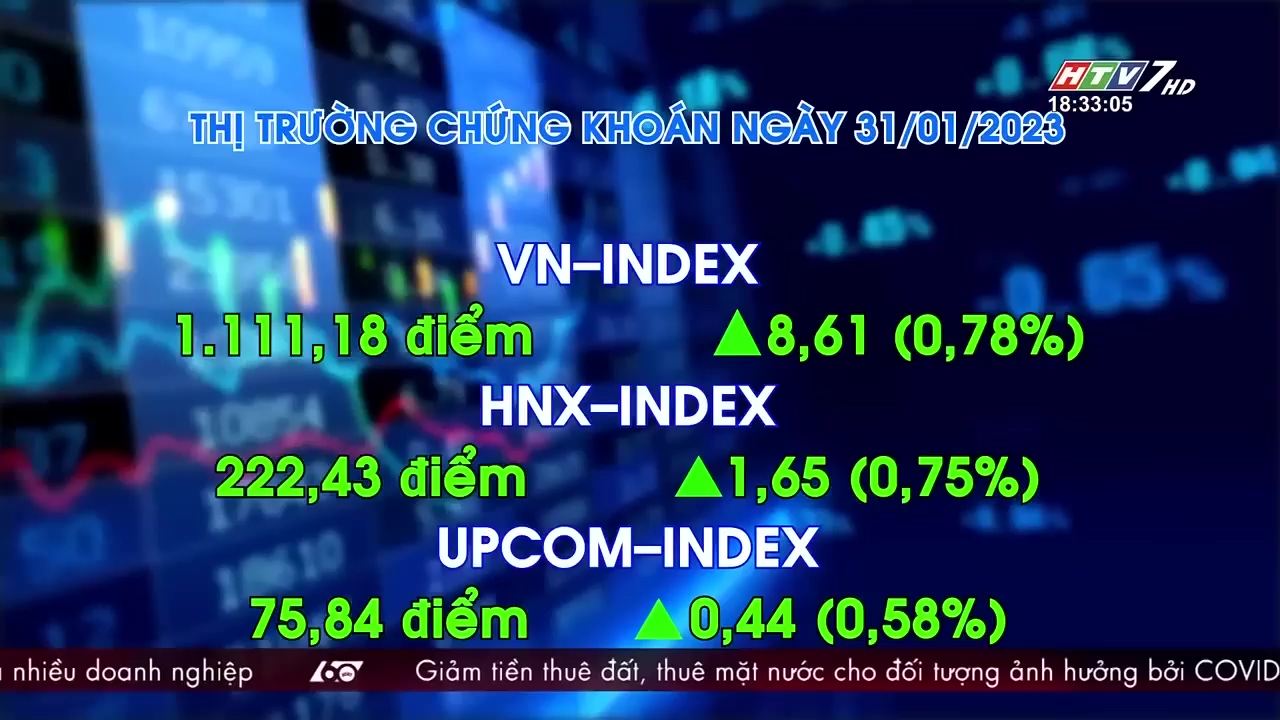 HTV7 HD
18:33:05
THỊ TRƯỜNG CHỨNG KHOÁN NGÀY 31/01/2023
VN–INDEX
1.111,18 điểm ▲8,61 (0,78%)
HNX–INDEX
222,43 điểm ▲1,65 (0,75%)
UPCOM–INDEX
75,84 điểm ▲0,44 (0,58%)
nhiều doanh nghiệp 60 Giảm tiền thuê đất, thuê mặt nước cho đối tượng ảnh hưởng bởi COVID